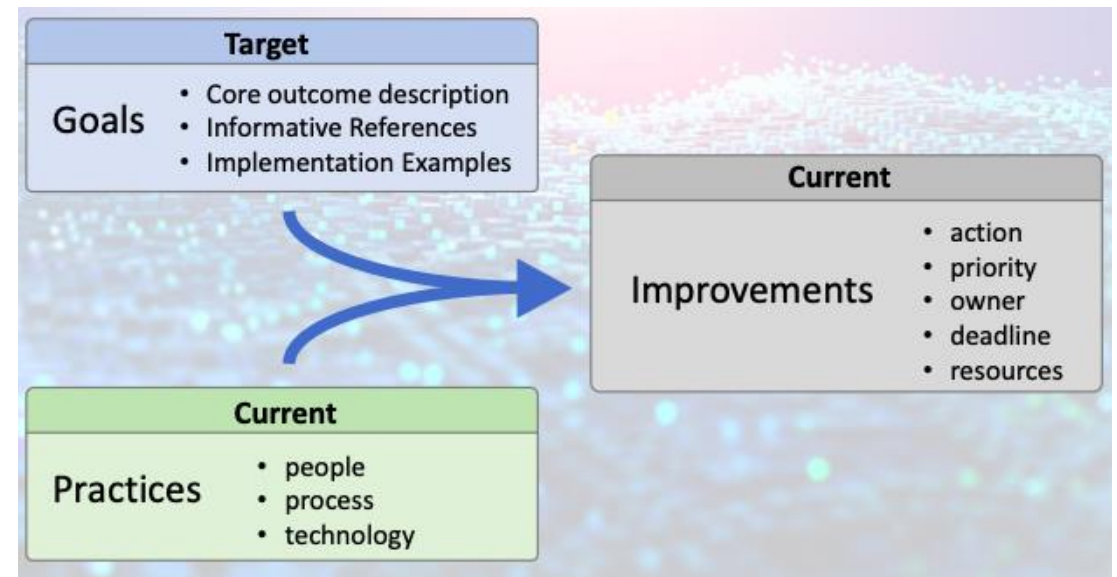 Target
Goals
• Core outcome description
• Informative References
• Implementation Examples
Current
Improvements
• action
• priority
• owner
• deadline
• resources
Current
Practices
• people
• process
• technology